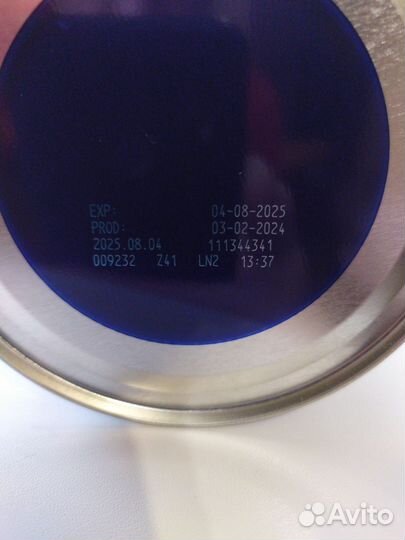 EXP: 04-08-2025
PROD: 03-02-2024
2025.08.04 111344341
009232 Z41 LN2 13:37
Avito